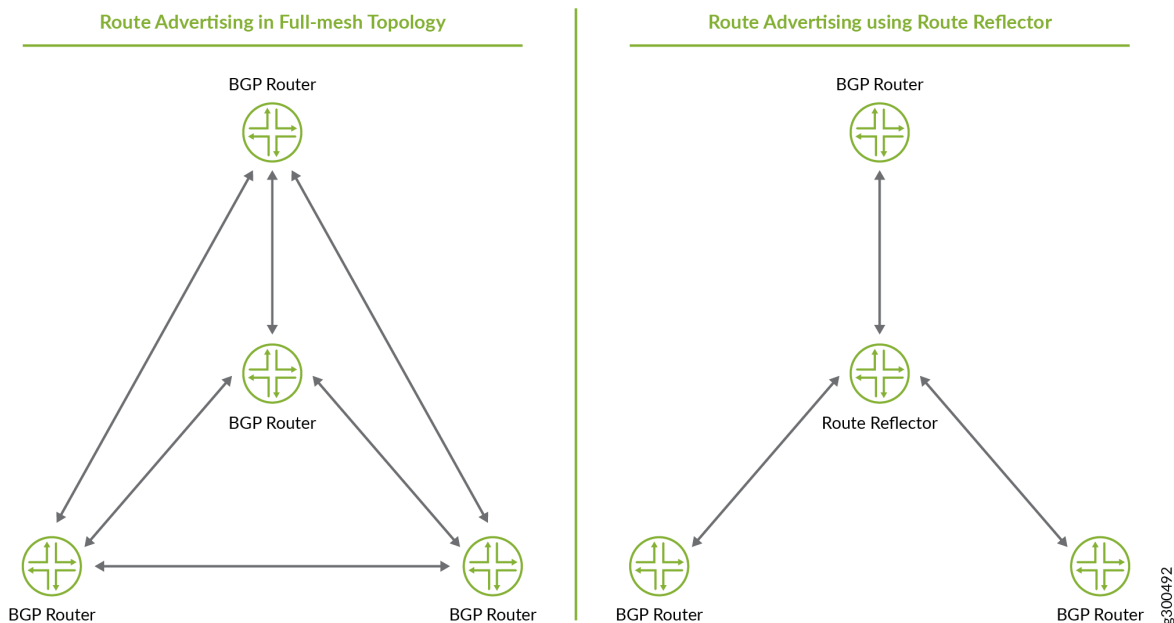 Route Advertising in Full-mesh Topology
BGP Router
BGP Router
BGP Router
BGP Router
Route Advertising using Route Reflector
BGP Router
Route Reflector
BGP Router
BGP Router
g300492